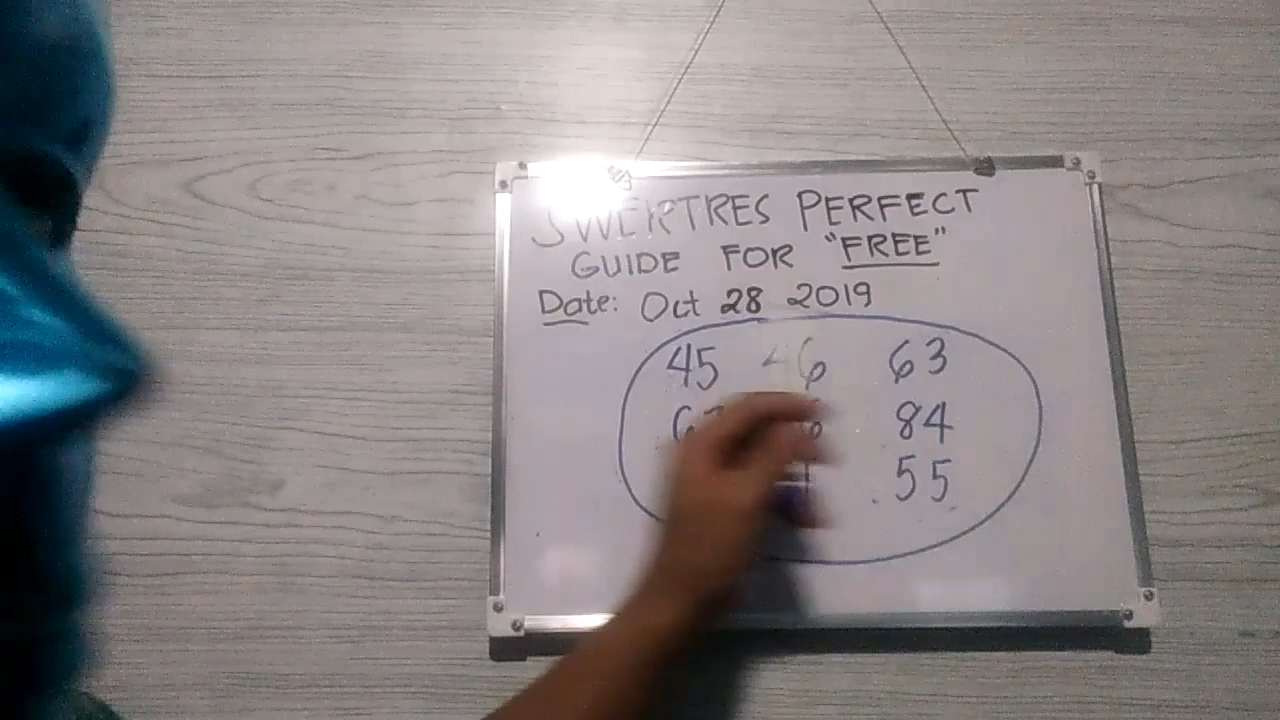 SWERTRES PERFECT
GUIDE FOR "FREE"
Date: Oct 28 2019
45 46 63
84
55